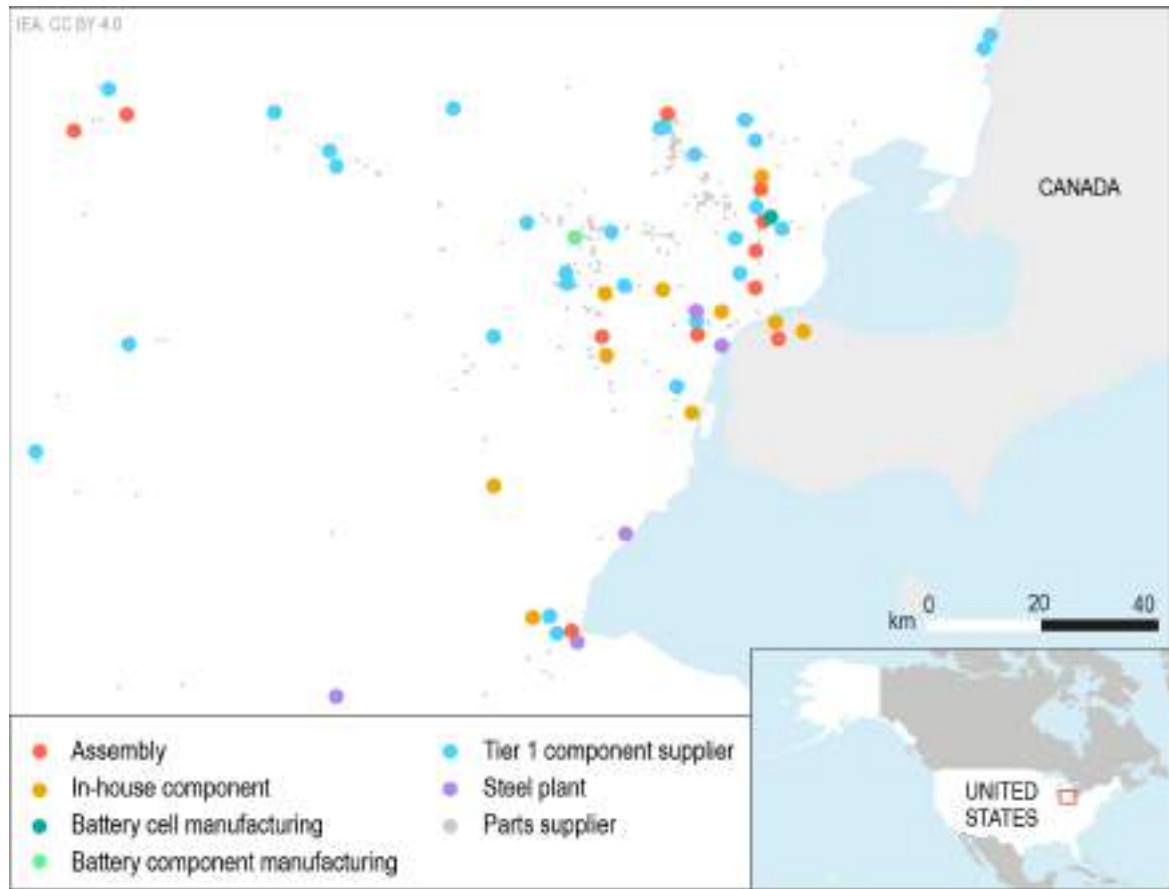 IEA. CC BY 4.0
CANADA
0 20 40
km
Assembly
In-house component
Battery cell manufacturing
Battery component manufacturing
Tier 1 component supplier
Steel plant
Parts supplier
UNITED
STATES